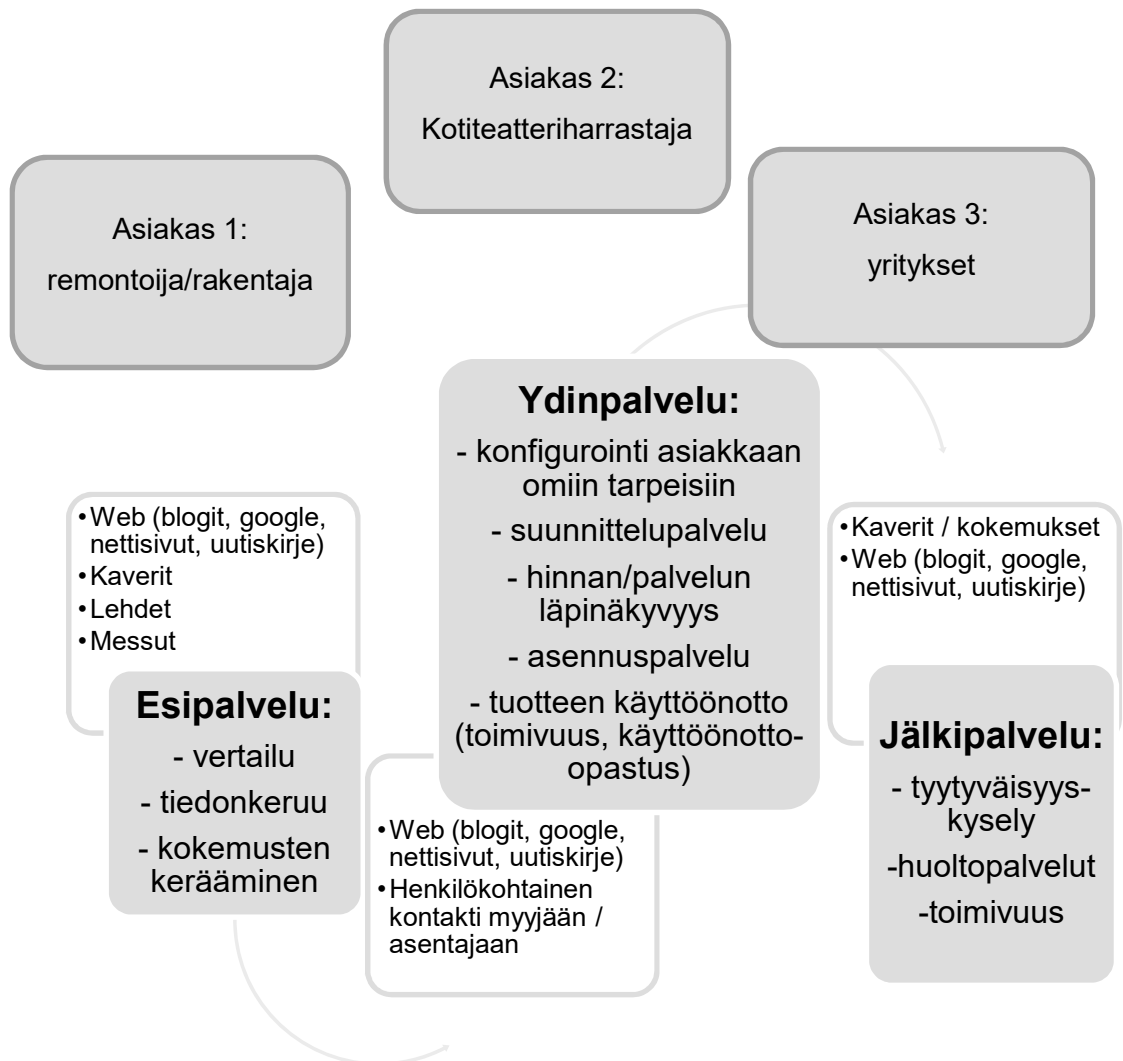 Asiakas 1:
remontoija/rakentaja
Asiakas 2:
Kotiteatteriharrastaja
Asiakas 3:
yritykset
•Web (blogit, google,
nettisivut, uutiskirje)
•Kaverit
•Lehdet
•Messut
Esipalvelu:
- vertailu
- tiedonkeruu
- kokemusten
kerääminen
Ydinpalvelu:
- konfigurointi asiakkaan
omiin tarpeisiin
- suunnittelupalvelu
- hinnan/palvelun
läpinäkyvyys
- asennuspalvelu
- tuotteen käyttöönotto
(toimivuus, käyttöönotto-
opastus)
•Web (blogit, google,
nettisivut, uutiskirje)
•Henkilökohtainen
kontakti myyjään /
asentajaan
•Kaverit / kokemukset
•Web (blogit, google,
nettisivut, uutiskirje)
Jälkipalvelu:
- tyytyväisyys-
kysely
-huoltopalvelut
-toimivuus